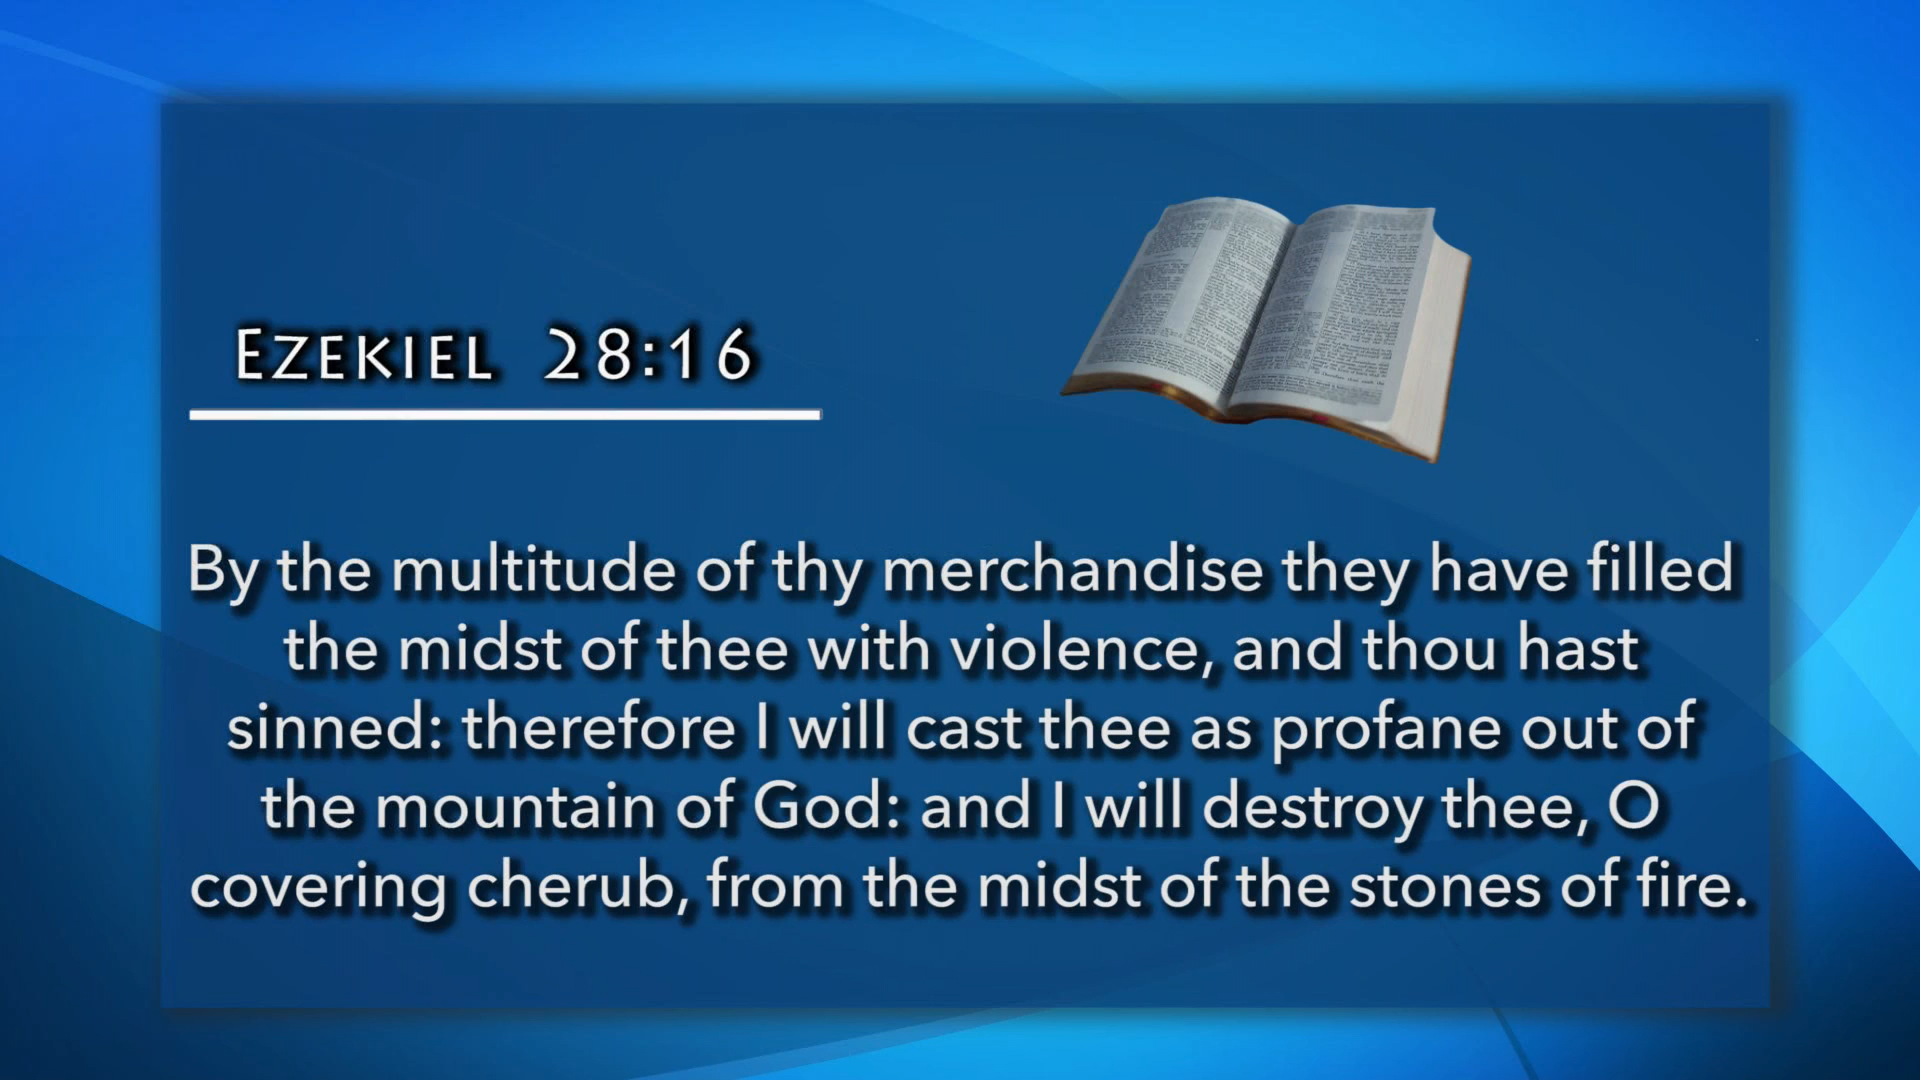 Ezekiel 28:16
By the multitude of thy merchandise they have filled
the midst of thee with violence, and thou hast
sinned: therefore I will cast thee as profane out of
the mountain of God: and I will destroy thee, O
covering cherub, from the midst of the stones of fire.